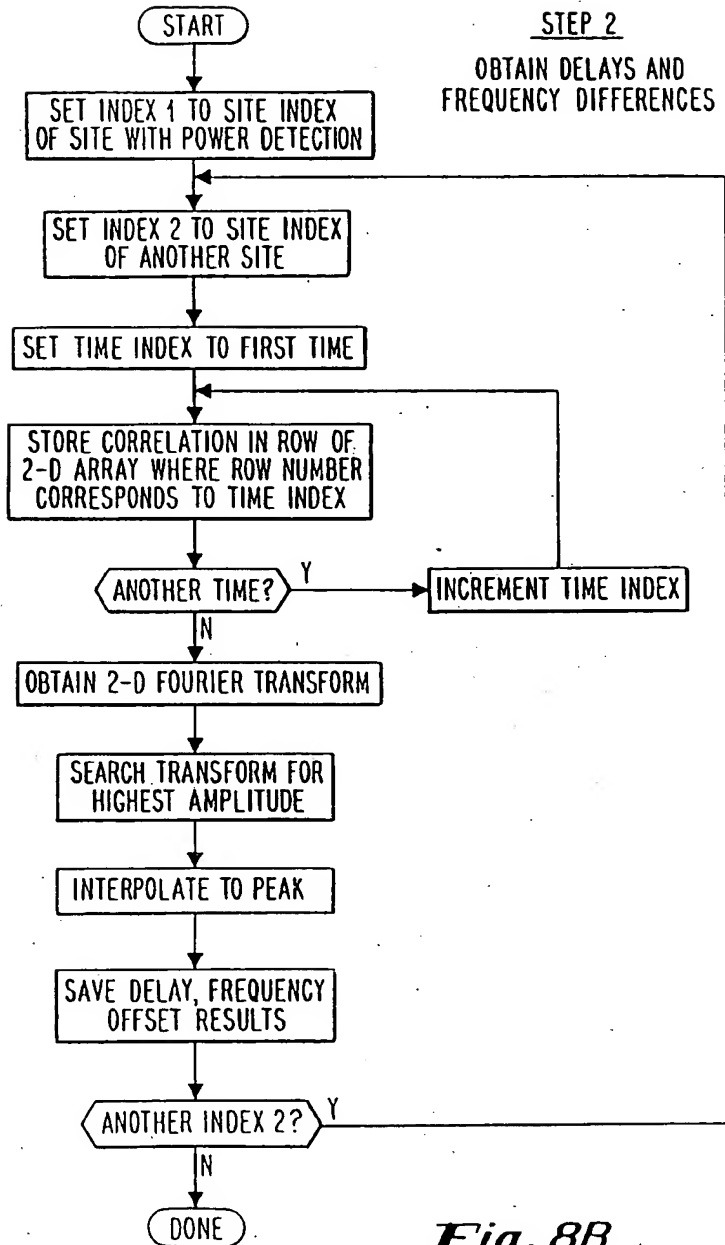 START
STEP 2
OBTAIN DELAYS AND
FREQUENCY DIFFERENCES
SET INDEX 1 TO SITE INDEX
OF SITE WITH POWER DETECTION
SET INDEX 2 TO SITE INDEX
OF ANOTHER SITE
SET TIME INDEX TO FIRST TIME
STORE CORRELATION IN ROW OF
2-D ARRAY WHERE ROW NUMBER
CORRESPONDS TO TIME INDEX
ANOTHER TIME?
Y
INCREMENT TIME INDEX
N
OBTAIN 2-D FOURIER TRANSFORM
SEARCH TRANSFORM FOR
HIGHEST AMPLITUDE
INTERPOLATE TO PEAK
SAVE DELAY, FREQUENCY
OFFSET RESULTS
ANOTHER INDEX 2?
Y
N
DONE
Fig. 8B